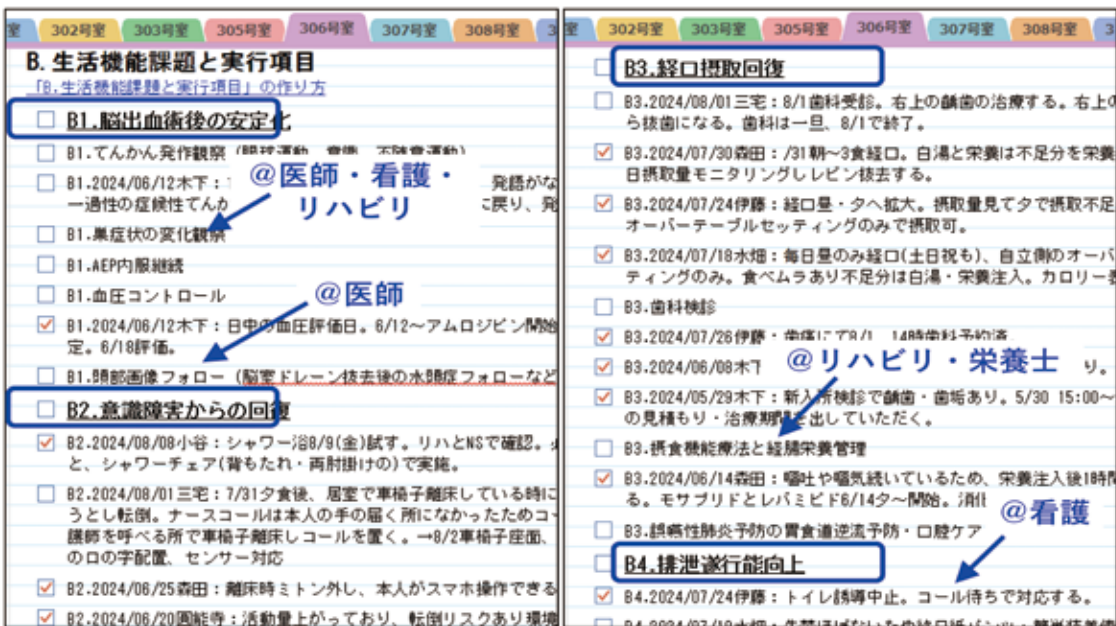 室 302号室 303号室 305号室 306号室 307号室 308号室 3
B. 生活機能課題と実行項目
「B.生活機能課題と実行項目」の作り方
B1.脳出血術後の安定化
B1.てんかん発作観察（眼球運動、意識、不随意運動）
B1.2024/06/12木下：
発語がな
一過性の症候性てんか
に戻り、発
@医師・看護・
リハビリ
B1.巣症状の変化観察
B1.AEP内服継続
B1.血圧コントロール
@医師
B1.2024/06/12木下：日中の血圧評価日。6/12～アムロジピン開始
定。6/18評価。
B1.頭部画像フォロー（脳室ドレーン抜去後の水頭症フォローなど
B2.意識障害からの回復
B2.2024/08/08小谷：シャワー浴8/9(金)試す。リハとNSで確認。
と、シャワーチェア(背もたれ・両肘掛けの)で実施。
B2.2024/08/01三宅：7/31夕食後、居室で車椅子離床している時に
うとし転倒。ナースコールは本人の手の届く所になかったためコー
護師を呼べる所で車椅子離床しコールを置く。→8/2車椅子座面、
のロの字配置、センサー対応
B2.2024/06/25森田：離床時ミトン外し、本人がスマホ操作できる
B2.2024/06/20圓能寺：活動量上がっており、転倒リスクあり環境
室 302号室 303号室 305号室 306号室 307号室 308号室 3
B3.経口摂取回復
B3.2024/08/01三宅：8/1歯科受診。右上の齲歯の治療する。右上の
ら抜歯になる。歯科は一旦、8/1で終了。
B3.2024/07/30森田：/31朝～3食経口。白湯と栄養は不足分を栄養
日摂取量モニタリングしレビン抜去する。
B3.2024/07/24伊藤：経口昼・夕へ拡大。摂取量見て夕で摂取不足
オーバーテーブルセッティングのみで摂取可。
B3.2024/07/18水畑：毎日昼のみ経口(土日祝も)、自立側のオーバ
ティングのみ。食べムラあり不足分は白湯・栄養注入。カロリー
B3.歯科検診
B3.2024/07/26伊藤：歯痛にて8/1 14時歯科予約済
B3.2024/06/08木下
り。
@リハビリ・栄養士
B3.2024/05/29木下：新入所検診で齲歯・歯垢あり。5/30 15:00～
の見積もり・治療期間を出していただく。
B3.摂食機能療法と経腸栄養管理
B3.2024/06/14森田：嘔吐や嘔気続いているため、栄養注入後1時間
る。モサプリドとレバミピド6/14夕～開始。消化
@看護
B3.誤嚥性肺炎予防の胃食道逆流予防・口腔ケア
B4.排泄遂行能向上
B4.2024/07/24伊藤：トイレ誘導中止。コール待ちで対応する。